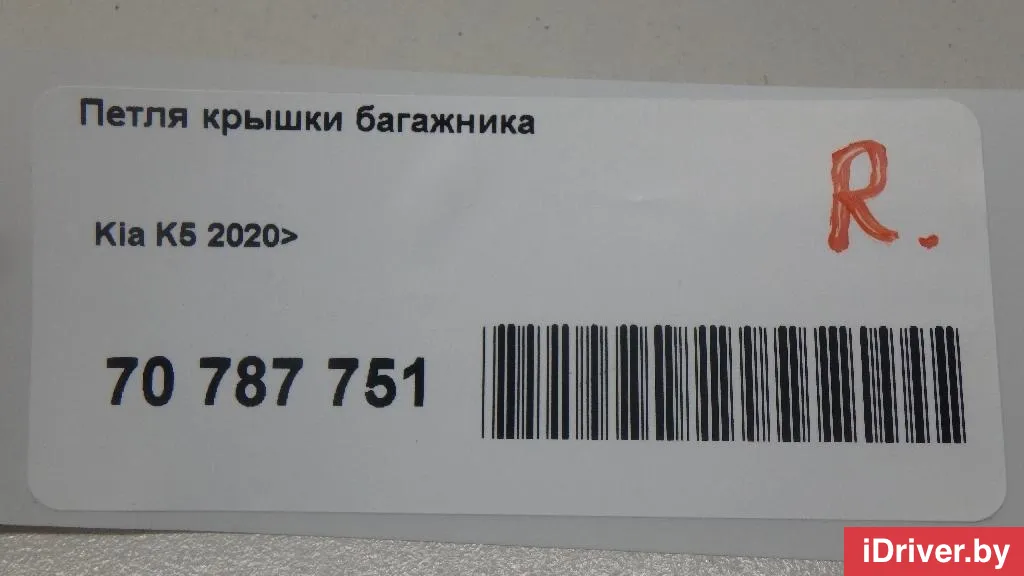 Петля крышки багажника
R.
Kia K5 2020>
70 787 751
iDriver.by